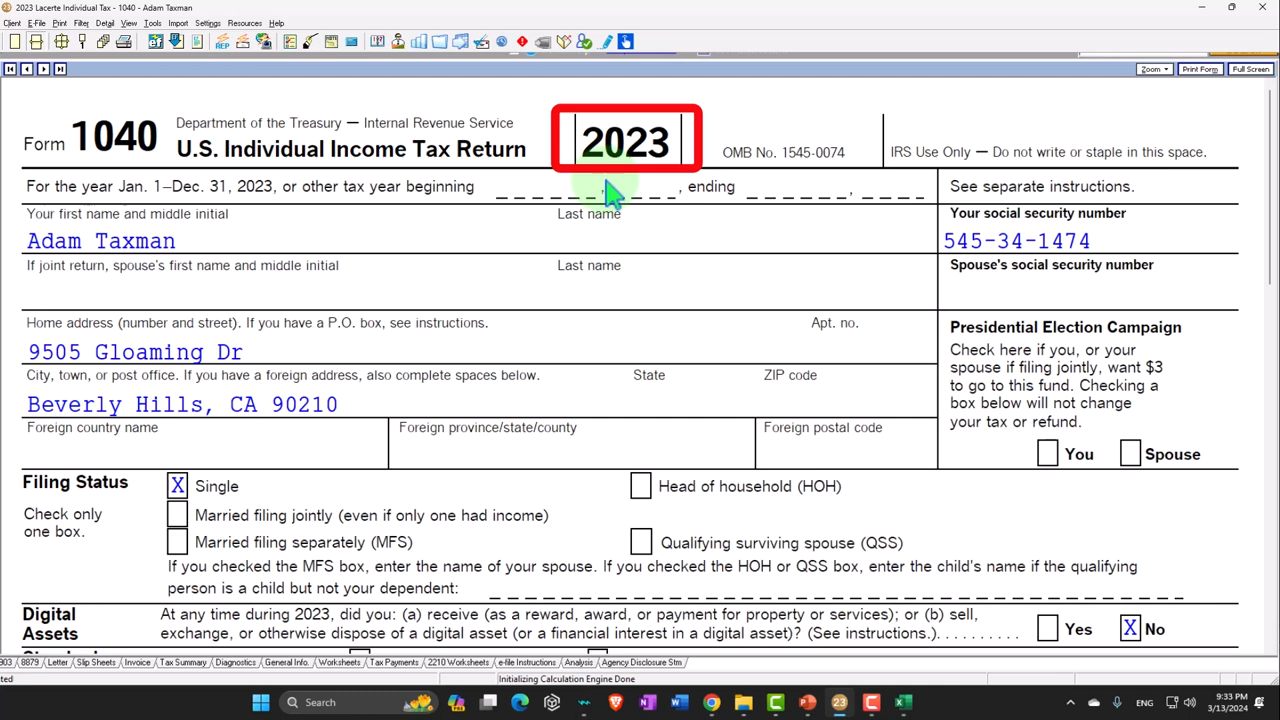 2023 Lacerte Individual Tax - 1040 - Adam Taxman
Client E-File Print Filter Detail View Tools Import Settings Resources Help
Zoom Print Form Full Screen
Form 1040 Department of the Treasury — Internal Revenue Service
U.S. Individual Income Tax Return
2023
OMB No. 1545-0074
IRS Use Only — Do not write or staple in this space.
For the year Jan. 1–Dec. 31, 2023, or other tax year beginning , , ending , See separate instructions.
Your first name and middle initial Last name Your social security number
Adam Taxman 545-34-1474
If joint return, spouse's first name and middle initial Last name Spouse's social security number
Home address (number and street). If you have a P.O. box, see instructions. Apt. no.
9505 Gloaming Dr
City, town, or post office. If you have a foreign address, also complete spaces below. State ZIP code
Beverly Hills, CA 90210
Foreign country name Foreign province/state/county Foreign postal code
Presidential Election Campaign
Check here if you, or your
spouse if filing jointly, want $3
to go to this fund. Checking a
box below will not change
your tax or refund.
You Spouse
Filing Status
Check only
one box.
X Single Head of household (HOH)
Married filing jointly (even if only one had income)
Married filing separately (MFS) Qualifying surviving spouse (QSS)
If you checked the MFS box, enter the name of your spouse. If you checked the HOH or QSS box, enter the child's name if the qualifying
person is a child but not your dependent:
Digital
Assets
At any time during 2023, did you: (a) receive (as a reward, award, or payment for property or services); or (b) sell,
exchange, or otherwise dispose of a digital asset (or a financial interest in a digital asset)? (See instructions.) . . . . . . . . . . Yes X No
903 8879 Letter Slip Sheets Invoice Tax Summary Diagnostics General Info. Worksheets Tax Payments 2210 Worksheets e-file Instructions Analysis Agency Disclosure Stm
ted Initializing Calculation Engine Done
Search
ENG
9:33 PM
3/13/2024